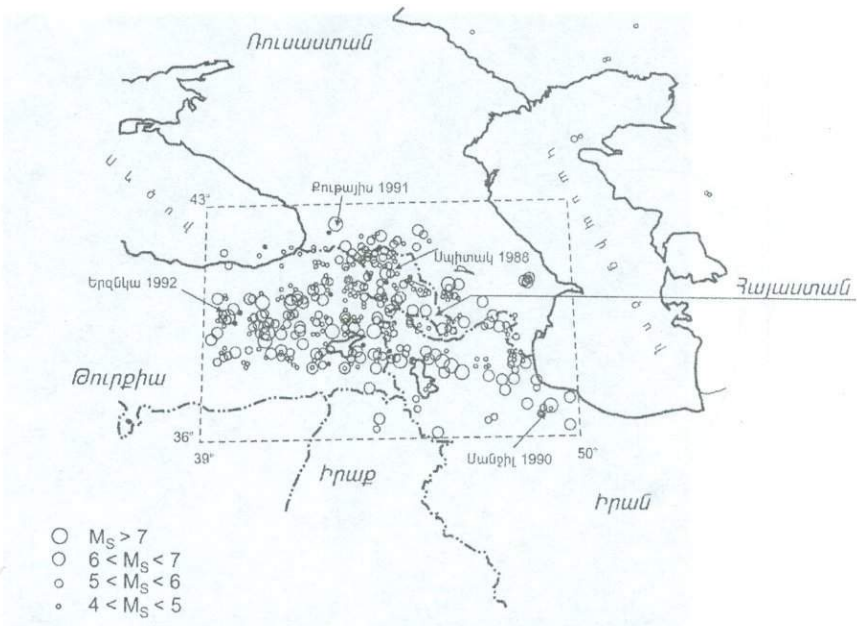 Ռուսաստան
43°
Քութայիս 1991
Սպիտակ 1988
Երզնկա 1992
Հայաստան
Թուրքիա
36°
39°
50°
Մանջիլ 1990
Իրաք
Իրան
M_S > 7
6 < M_S < 7
5 < M_S < 6
4 < M_S < 5